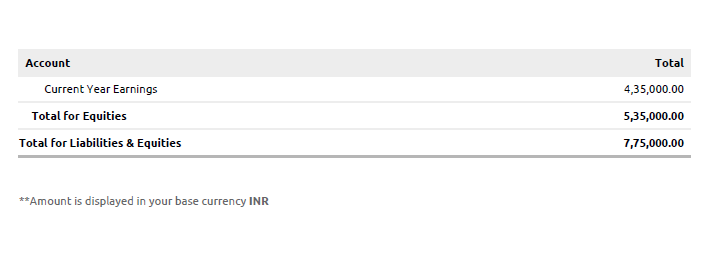 Account Total
Current Year Earnings 4,35,000.00
Total for Equities 5,35,000.00
Total for Liabilities & Equities 7,75,000.00
**Amount is displayed in your base currency INR